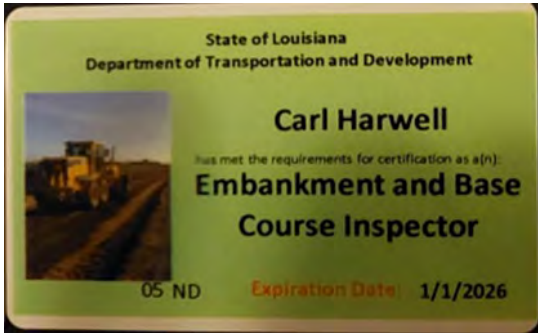 State of Louisiana
Department of Transportation and Development
Carl Harwell
has met the requirements for certification as a(n):
Embankment and Base
Course Inspector
05 ND Expiration Date: 1/1/2026